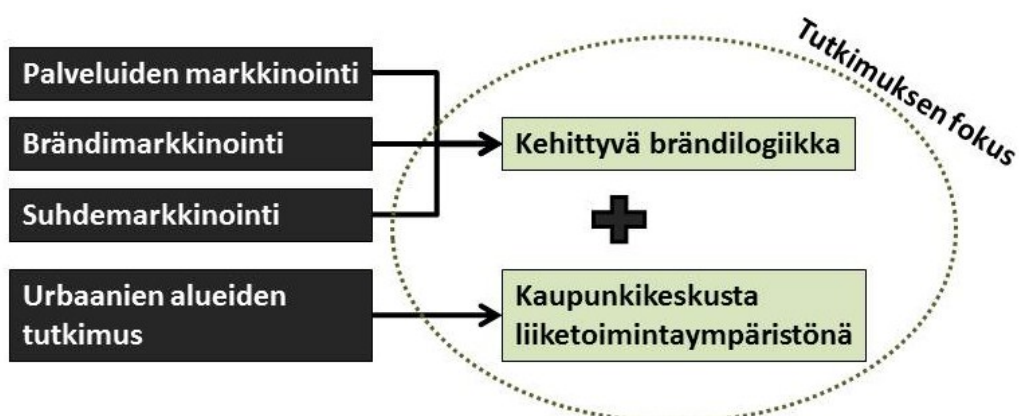 Palveluiden markkinointi
Brändimarkkinointi
Suhdemarkkinointi
Urbaanien alueiden
tutkimus
Kehittyvä brändilogiikka
Kaupunkikeskusta
liiketoimintaympäristönä
Tutkimuksen fokus